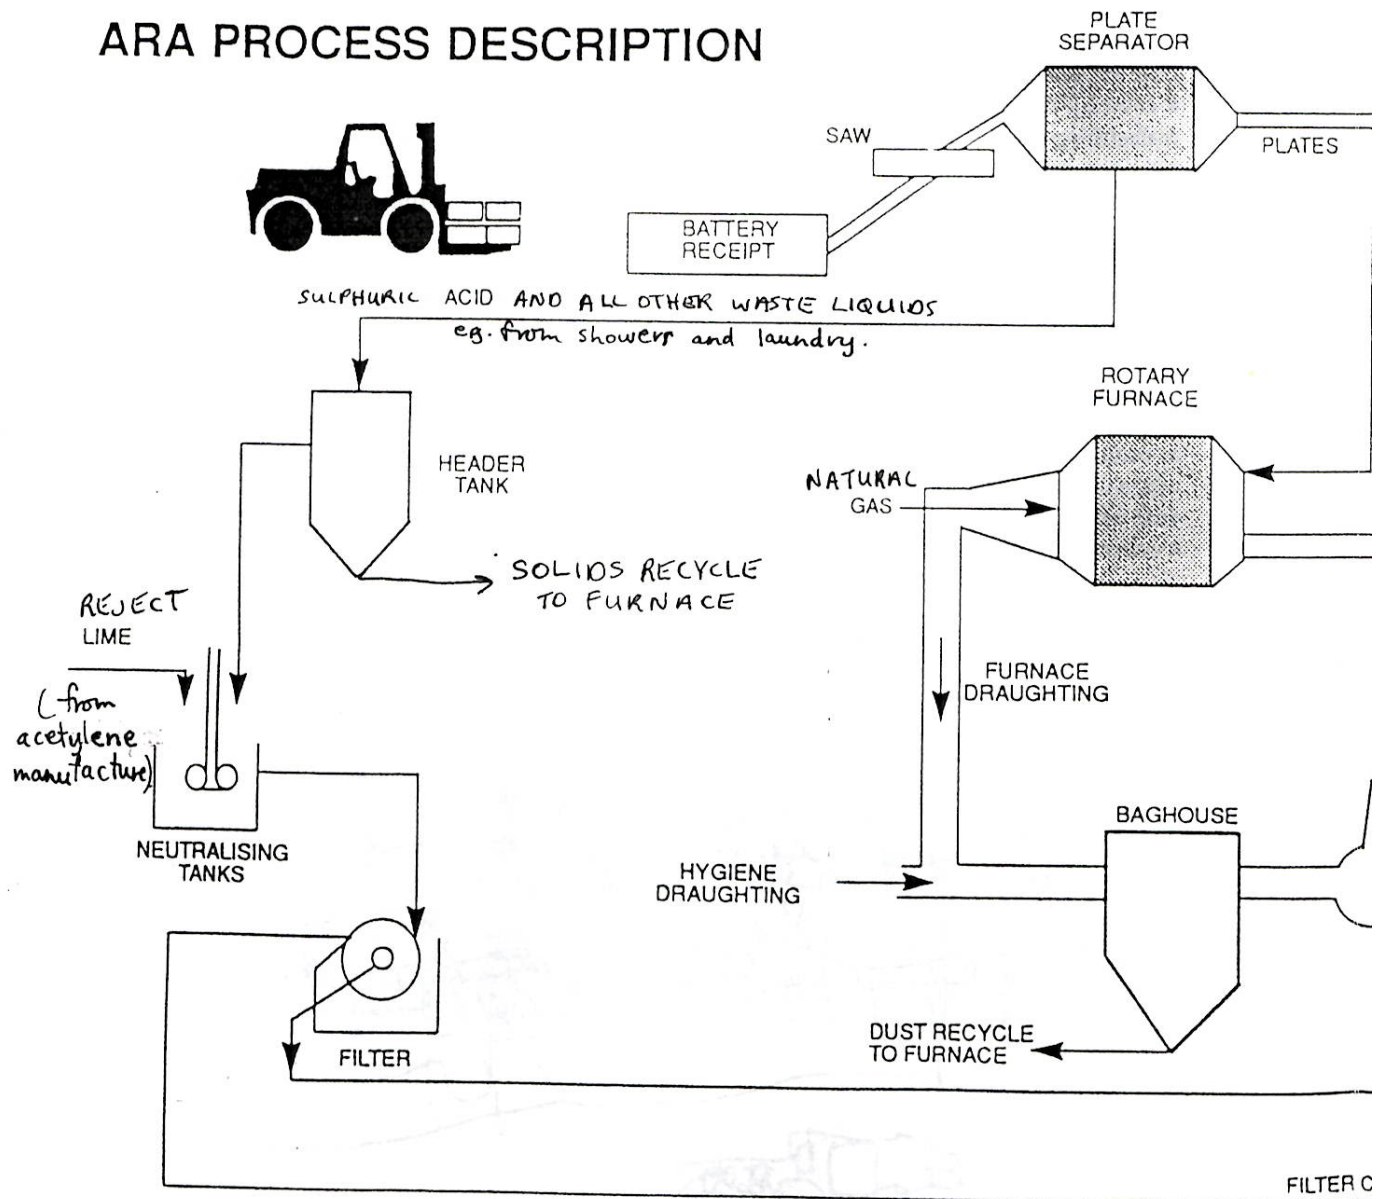 ARA PROCESS DESCRIPTION
PLATE
SEPARATOR
SAW
PLATES
BATTERY
RECEIPT
SULPHURIC ACID AND ALL OTHER WASTE LIQUIDS
eg. from showers and laundry.
ROTARY
FURNACE
HEADER
TANK
NATURAL
GAS
SOLIDS RECYCLE
TO FURNACE
REJECT
LIME
(from
acetylene
manufacture)
FURNACE
DRAUGHTING
NEUTRALISING
TANKS
BAGHOUSE
HYGIENE
DRAUGHTING
DUST RECYCLE
TO FURNACE
FILTER
FILTER C